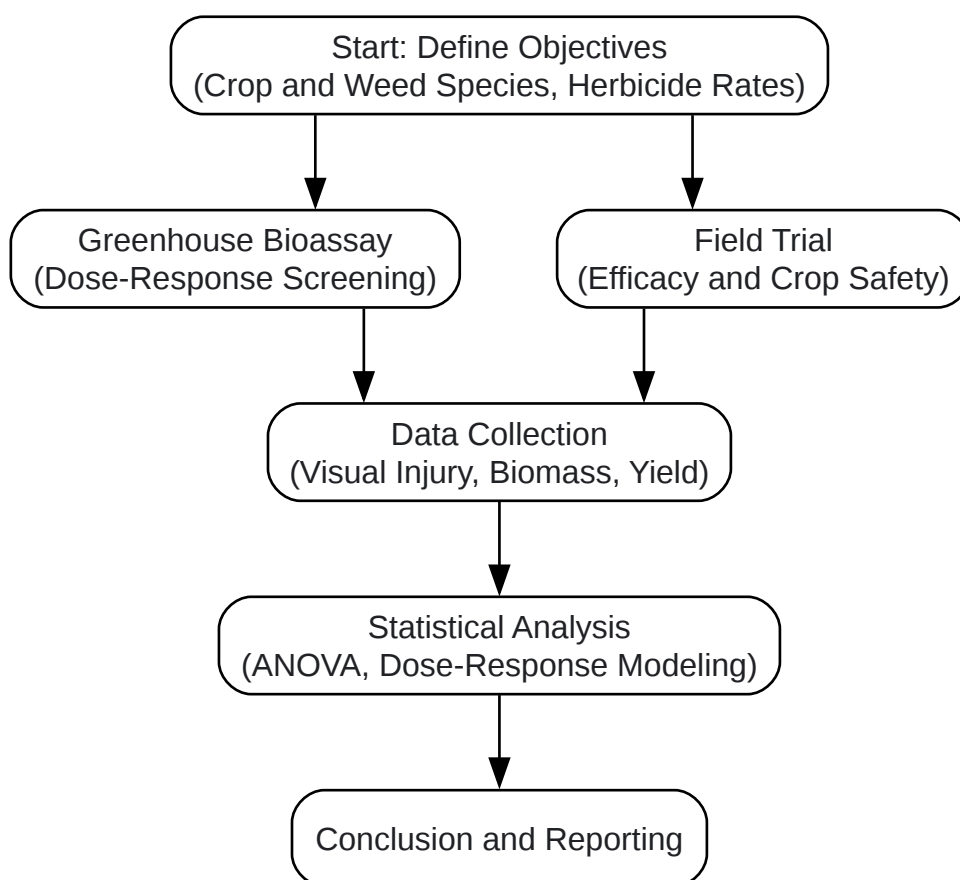 Start: Define Objectives
(Crop and Weed Species, Herbicide Rates)
Greenhouse Bioassay
(Dose-Response Screening)
Field Trial
(Efficacy and Crop Safety)
Data Collection
(Visual Injury, Biomass, Yield)
Statistical Analysis
(ANOVA, Dose-Response Modeling)
Conclusion and Reporting